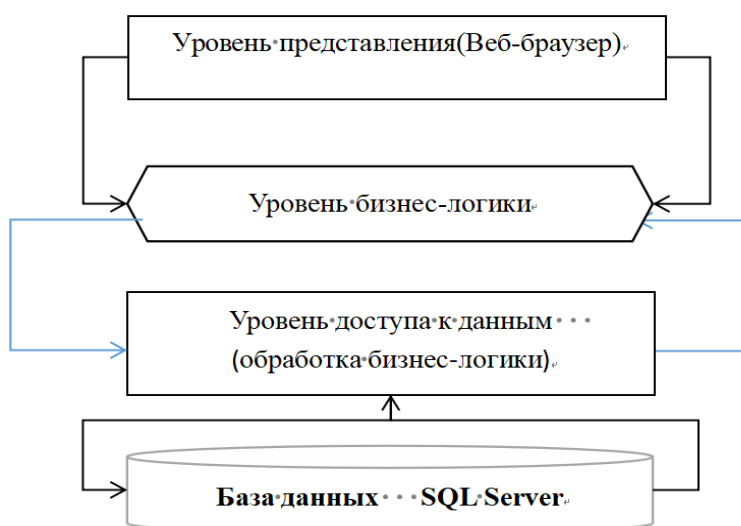 Уровень представления(Веб-браузер)
Уровень бизнес-логики
Уровень доступа к данным
(обработка бизнес-логики)
База данных SQL Server